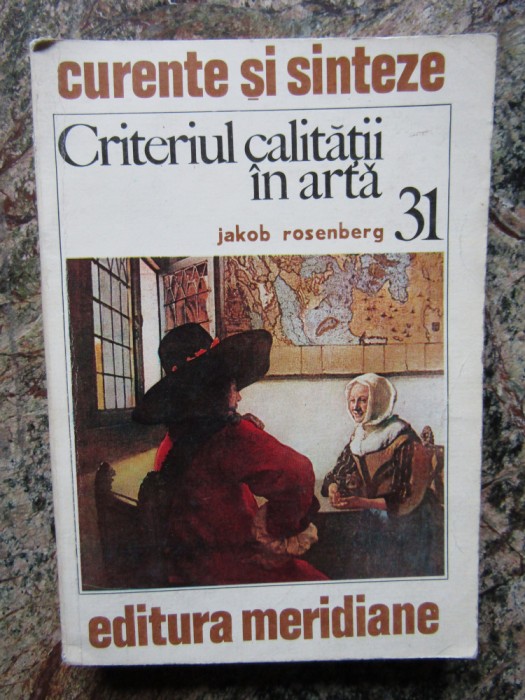 curente și sinteze
Criteriul calității
în artă
jakob rosenberg 31
editura meridiane